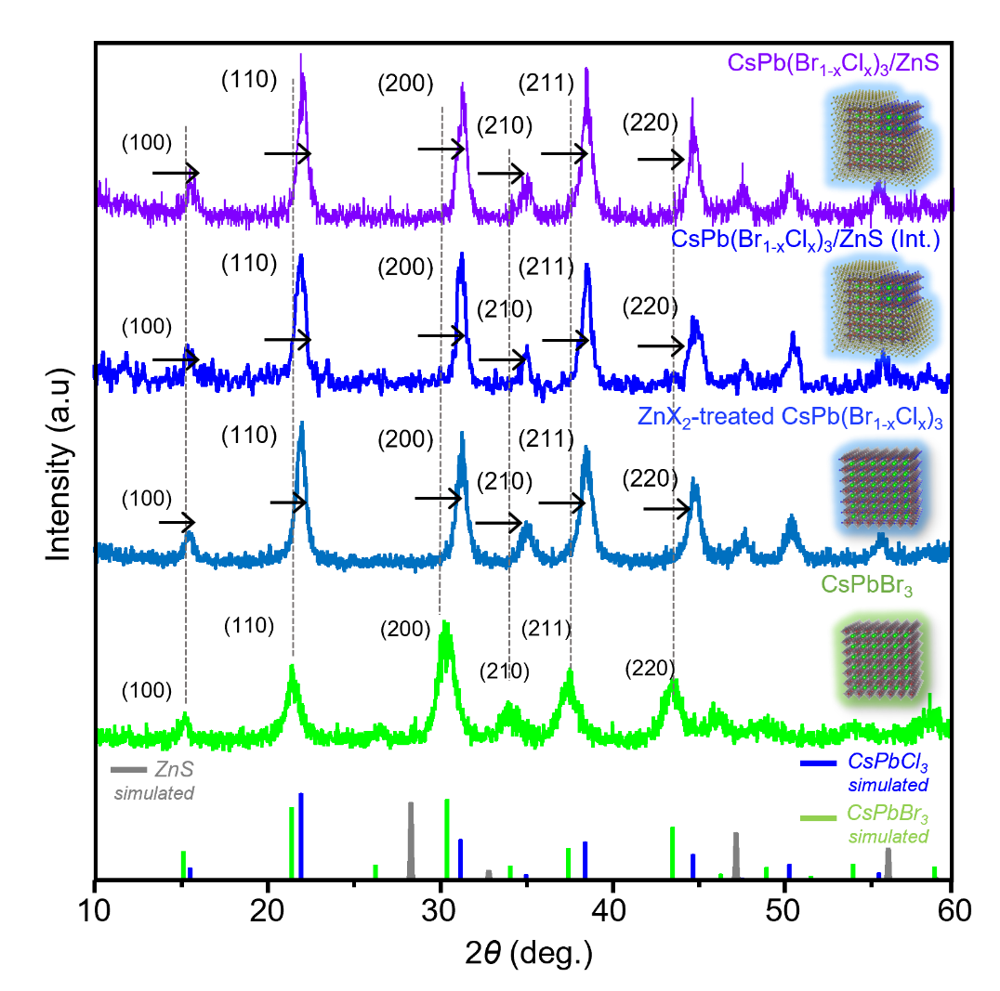 CsPb(Br1-xClx)3/ZnS
(110)
(200)
(211)
(210)
(220)
(100)
CsPb(Br1-xClx)3/ZnS (Int.)
(110)
(200)
(211)
(210)
(220)
(100)
ZnX2-treated CsPb(Br1-xClx)3
(110)
(200)
(211)
(210)
(220)
(100)
CsPbBr3
(110)
(200)
(211)
(210)
(220)
(100)
ZnS
simulated
CsPbCl3
simulated
CsPbBr3
simulated
Intensity (a.u)
10 20 30 40 50 60
2θ (deg.)